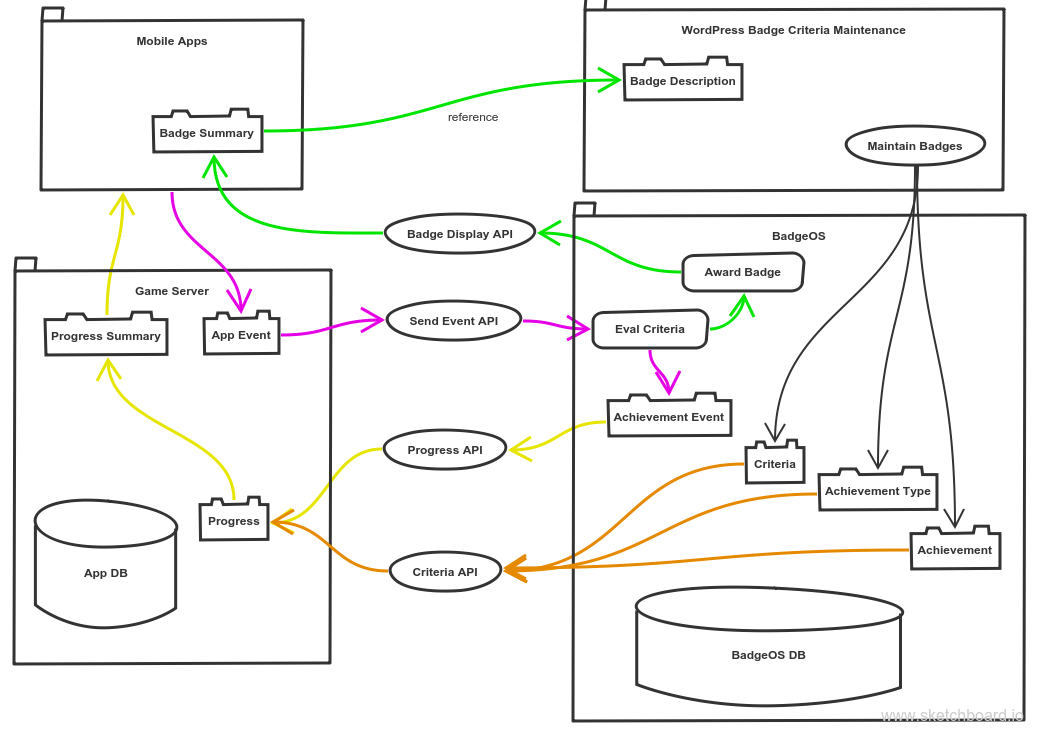 Mobile Apps
WordPress Badge Criteria Maintenance
Badge Description
Badge Summary
reference
Maintain Badges
Badge Display API
BadgeOS
Award Badge
Game Server
Progress Summary
App Event
Send Event API
Eval Criteria
Achievement Event
Progress API
Criteria
Achievement Type
Progress
Achievement
App DB
Criteria API
BadgeOS DB
www.sketchboard.io